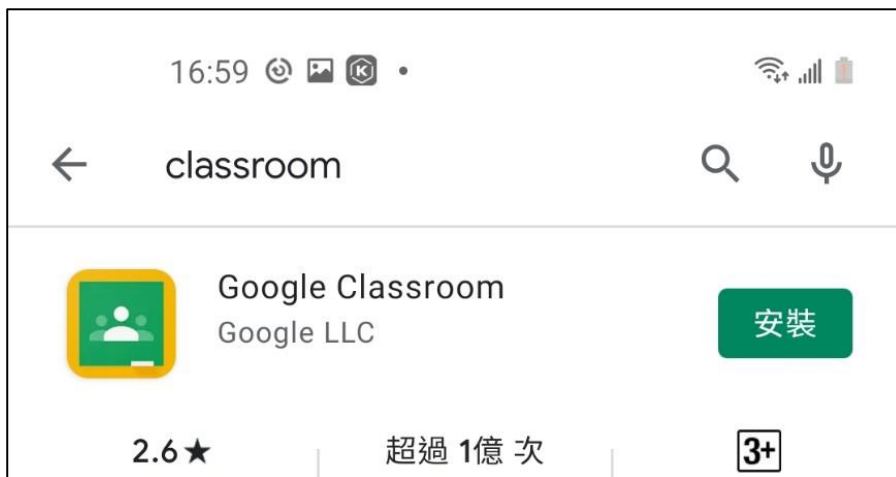 16:59
classroom
Google Classroom
Google LLC
安裝
2.6★
超過 1億 次
3+